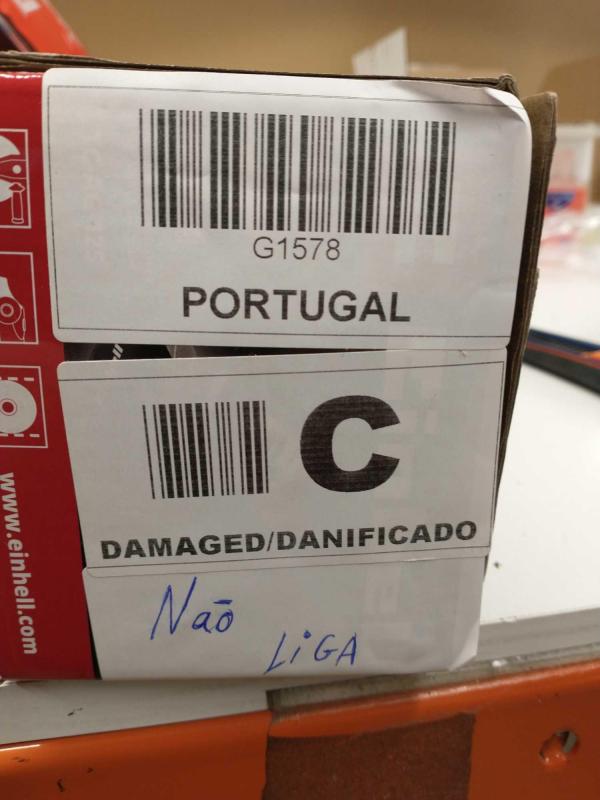 G1578
PORTUGAL
C
DAMAGED/DANIFICADO
Não
LiGA
www.einhell.com